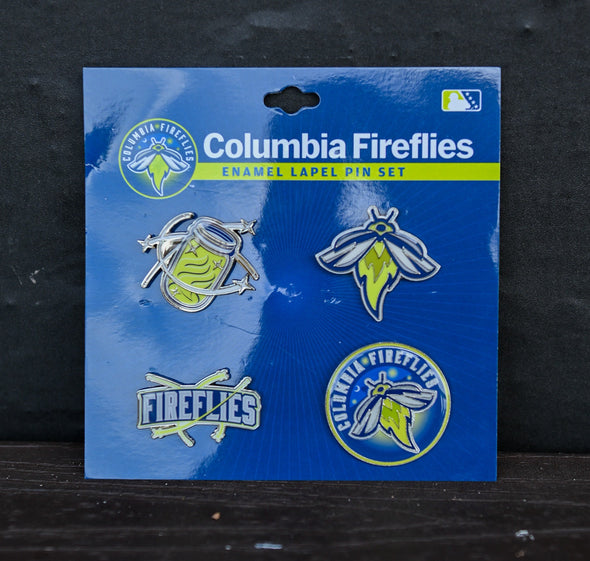 COLUMBIA • FIREFLIES
Columbia Fireflies
ENAMEL LAPEL PIN SET
FIREFLIES
COLUMBIA • FIREFLIES